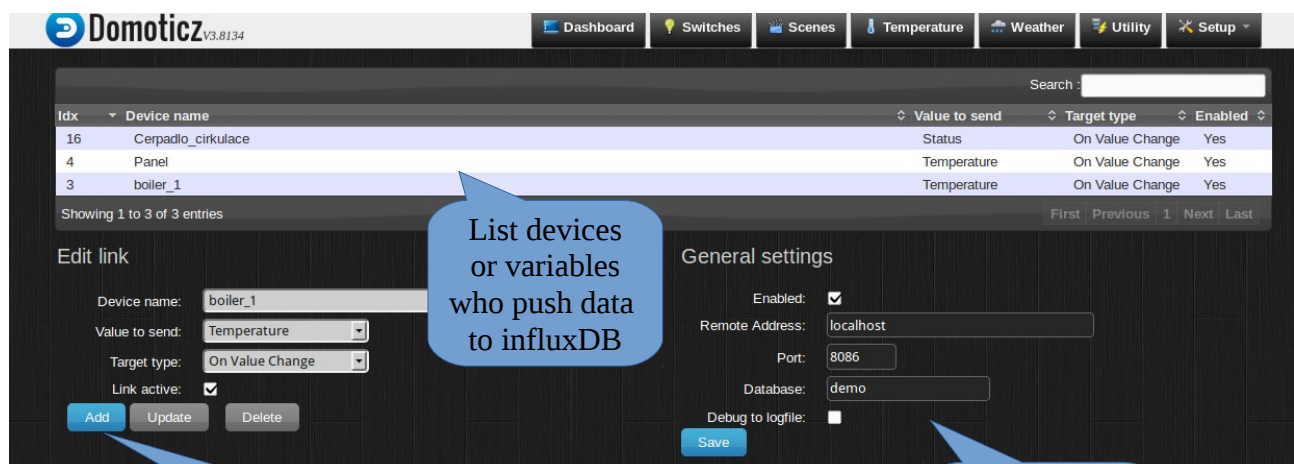 Domoticz V3.8134 Dashboard Switches Scenes Temperature Weather Utility Setup
Search :
Idx Device name Value to send Target type Enabled
16 Cerpadlo_cirkulace Status On Value Change Yes
4 Panel Temperature On Value Change Yes
3 boiler_1 Temperature On Value Change Yes
Showing 1 to 3 of 3 entries First Previous 1 Next Last
List devices
or variables
who push data
to influxDB
Edit link
Device name: boiler_1
Value to send: Temperature
Target type: On Value Change
Link active:
Add Update Delete
General settings
Enabled:
Remote Address: localhost
Port: 8086
Database: demo
Debug to logfile:
Save